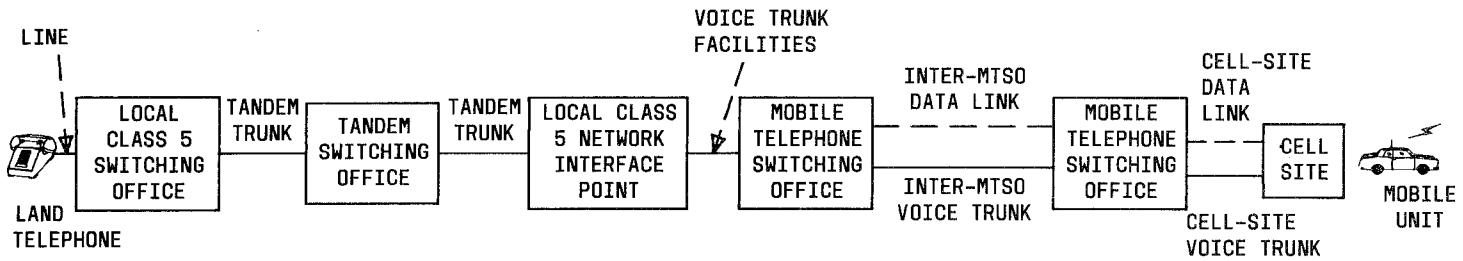 LINE
LAND
TELEPHONE
LOCAL
CLASS 5
SWITCHING
OFFICE
TANDEM
TRUNK
TANDEM
SWITCHING
OFFICE
TANDEM
TRUNK
LOCAL CLASS
5 NETWORK
INTERFACE
POINT
VOICE TRUNK
FACILITIES
MOBILE
TELEPHONE
SWITCHING
OFFICE
INTER-MTSO
DATA LINK
INTER-MTSO
VOICE TRUNK
MOBILE
TELEPHONE
SWITCHING
OFFICE
CELL-SITE
DATA
LINK
CELL-SITE
VOICE TRUNK
CELL
SITE
MOBILE
UNIT